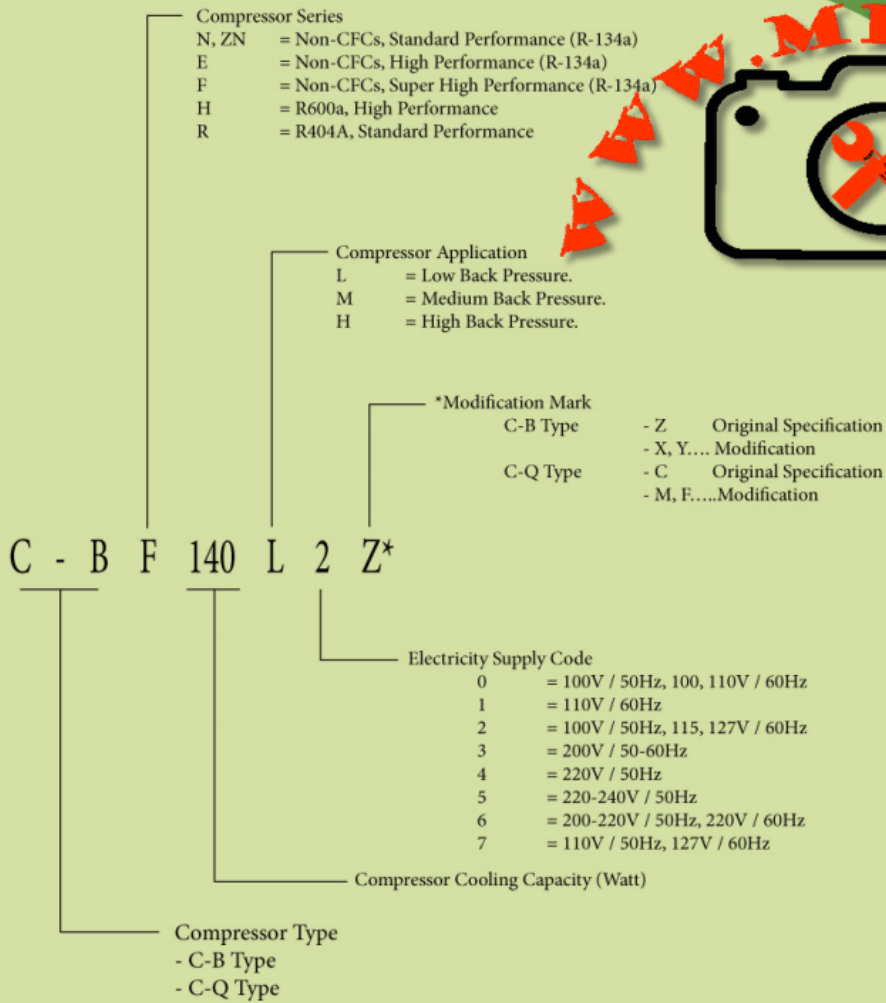 Compressor Series
N, ZN = Non-CFCs, Standard Performance (R-134a)
E = Non-CFCs, High Performance (R-134a)
F = Non-CFCs, Super High Performance (R-134a)
H = R600a, High Performance
R = R404A, Standard Performance
WWW.M
Compressor Application
L = Low Back Pressure.
M = Medium Back Pressure.
H = High Back Pressure.
*Modification Mark
C-B Type - Z Original Specification
- X, Y.... Modification
C-Q Type - C Original Specification
- M, F.....Modification
C - B F 140 L 2 Z*
Electricity Supply Code
0 = 100V / 50Hz, 100, 110V / 60Hz
1 = 110V / 60Hz
2 = 100V / 50Hz, 115, 127V / 60Hz
3 = 200V / 50-60Hz
4 = 220V / 50Hz
5 = 220-240V / 50Hz
6 = 200-220V / 50Hz, 220V / 60Hz
7 = 110V / 50Hz, 127V / 60Hz
Compressor Cooling Capacity (Watt)
Compressor Type
- C-B Type
- C-Q Type